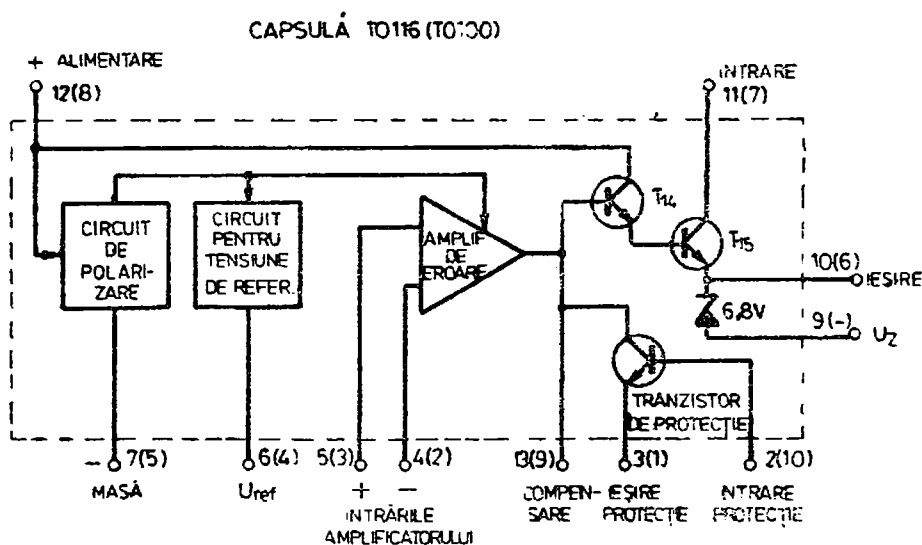 CAPSULĂ TO116 (TO100)
+ ALIMENTARE
12(8)
INTRARE
11(7)
T14
T15
CIRCUIT
DE
POLARI-
ZARE
CIRCUIT
PENTRU
TENSIUNE
DE REFER.
AMPLIF
DE
EROARE
10(6)
IEȘIRE
6,8V
9(-)
UZ
TRANZISTOR
DE PROTECȚIE
- 7(5)
MASĂ
6(4)
Uref
5(3)
+
4(2)
-
INTRĂRILE
AMPLIFICATORULUI
13(9)
COMPEN-
SARE
3(1)
IEȘIRE
PROTECȚIE
2(10)
INTRARE
PROTECȚIE